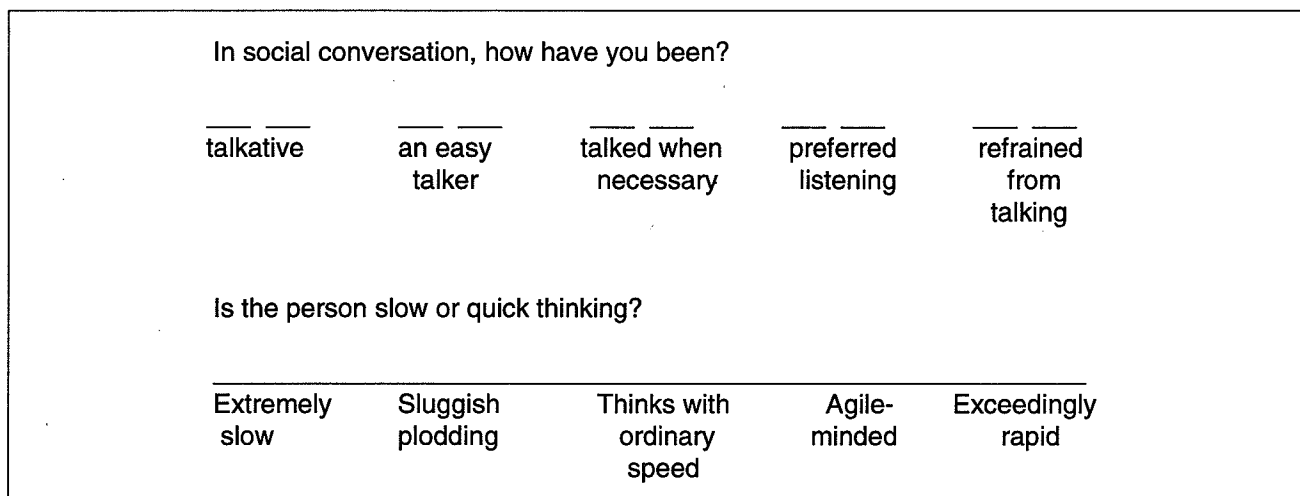 In social conversation, how have you been?
talkative an easy talked when preferred refrained
talker necessary listening from
talking
Is the person slow or quick thinking?
Extremely Sluggish Thinks with Agile- Exceedingly
slow plodding ordinary minded rapid
speed